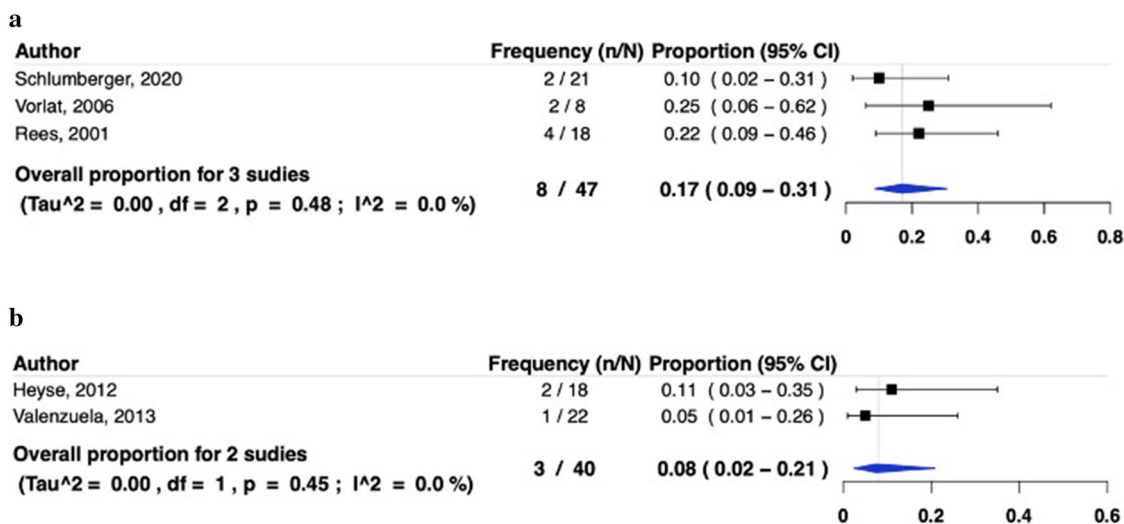 a
Author Frequency (n/N) Proportion (95% CI)
Schlumberger, 2020 2 / 21 0.10 ( 0.02 – 0.31 )
Vorlat, 2006 2 / 8 0.25 ( 0.06 – 0.62 )
Rees, 2001 4 / 18 0.22 ( 0.09 – 0.46 )
Overall proportion for 3 sudies
8 / 47 0.17 ( 0.09 – 0.31 )
(Tau^2 = 0.00 , df = 2 , p = 0.48 ; I^2 = 0.0 %)
0 0.2 0.4 0.6 0.8
b
Author Frequency (n/N) Proportion (95% CI)
Heyse, 2012 2 / 18 0.11 ( 0.03 – 0.35 )
Valenzuela, 2013 1 / 22 0.05 ( 0.01 – 0.26 )
Overall proportion for 2 sudies
3 / 40 0.08 ( 0.02 – 0.21 )
(Tau^2 = 0.00 , df = 1 , p = 0.45 ; I^2 = 0.0 %)
0 0.2 0.4 0.6